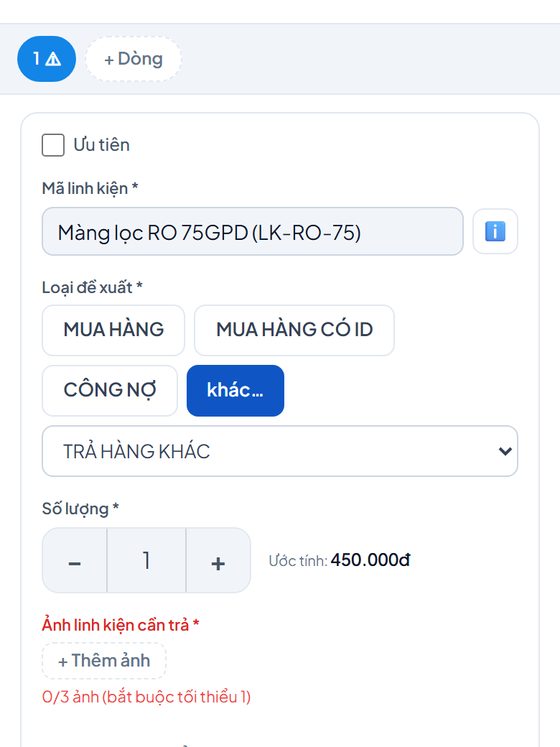 1 ⚠
+ Dòng
Ưu tiên
Mã linh kiện *
Màng lọc RO 75GPD (LK-RO-75)
i
Loại đề xuất *
MUA HÀNG
MUA HÀNG CÓ ID
CÔNG NỢ
khác...
TRẢ HÀNG KHÁC
Số lượng *
– 1 + Ước tính: 450.000đ
Ảnh linh kiện cần trả *
+ Thêm ảnh
0/3 ảnh (bắt buộc tối thiểu 1)